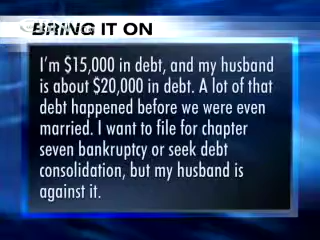 BRING IT ON
I'm $15,000 in debt, and my husband
is about $20,000 in debt. A lot of that
debt happened before we were even
married. I want to file for chapter
seven bankruptcy or seek debt
consolidation, but my husband is
against it.